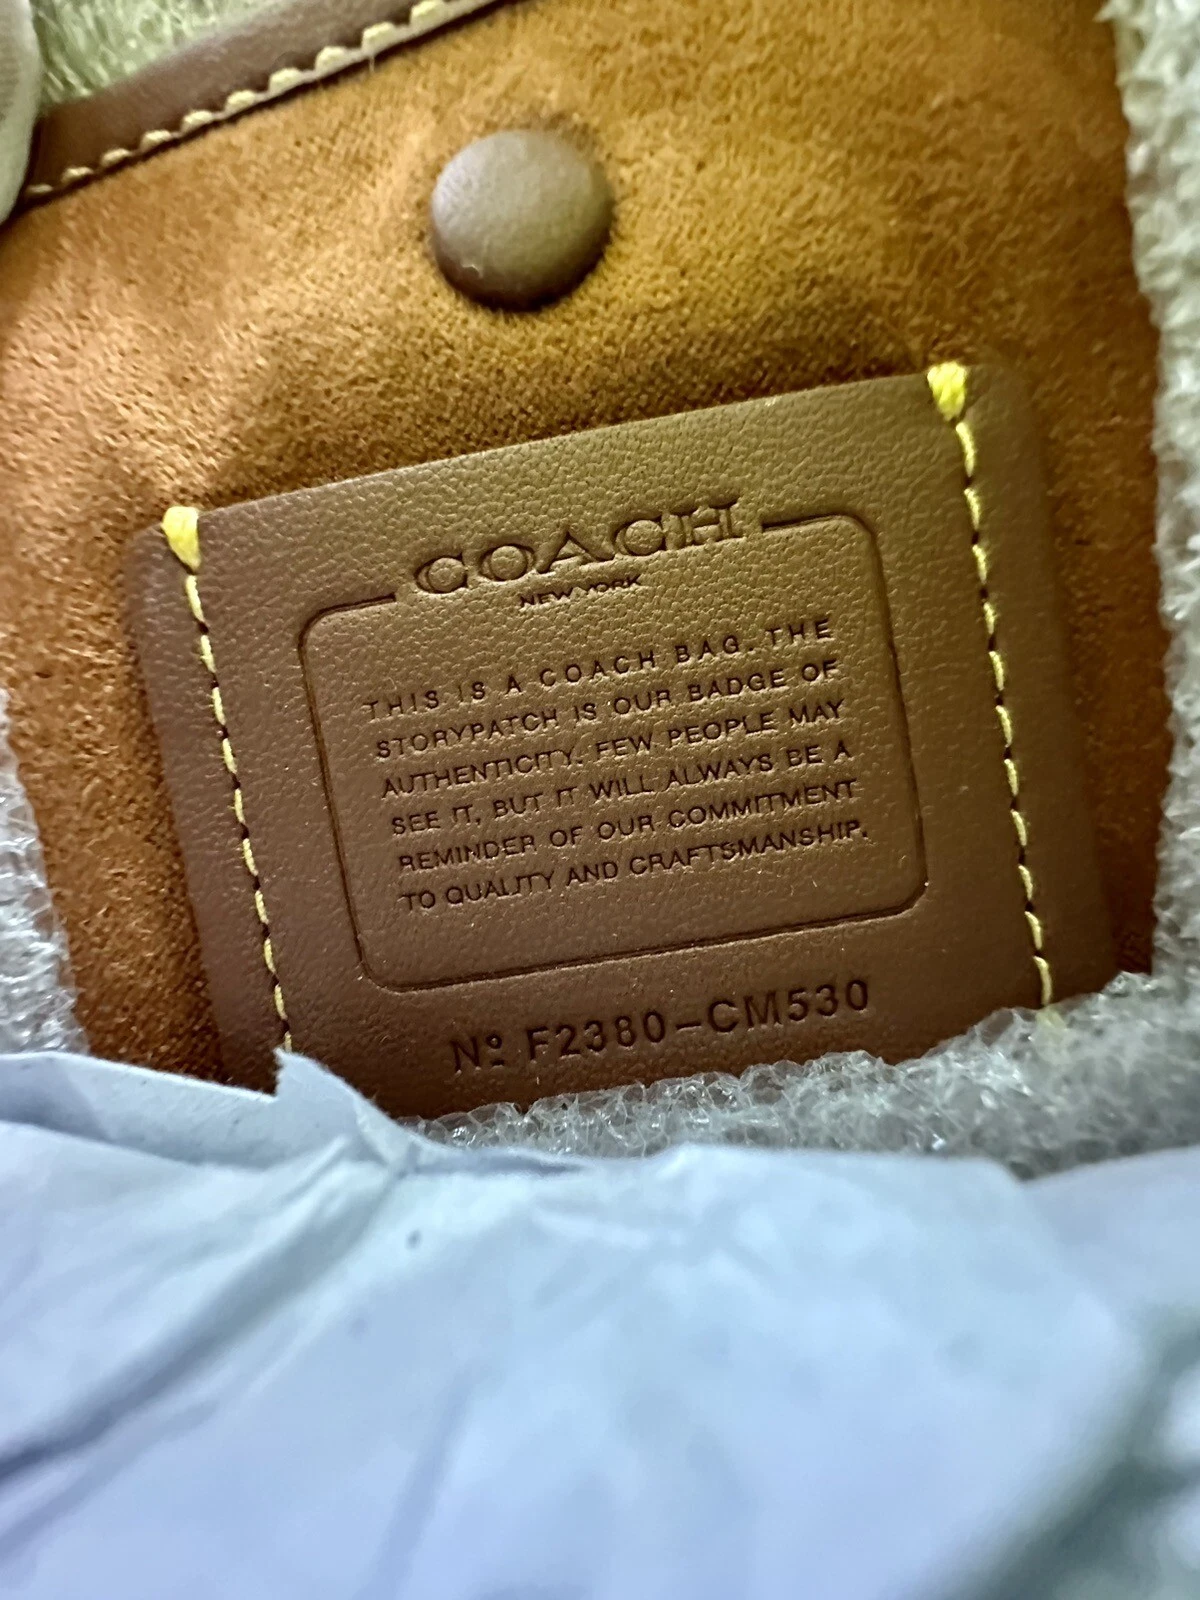 COACH
NEW YORK
THIS IS A COACH BAG. THE
STORYPATCH IS OUR BADGE OF
AUTHENTICITY. FEW PEOPLE MAY
SEE IT, BUT IT WILL ALWAYS BE A
REMINDER OF OUR COMMITMENT
TO QUALITY AND CRAFTSMANSHIP.
Nº F2380-CM530